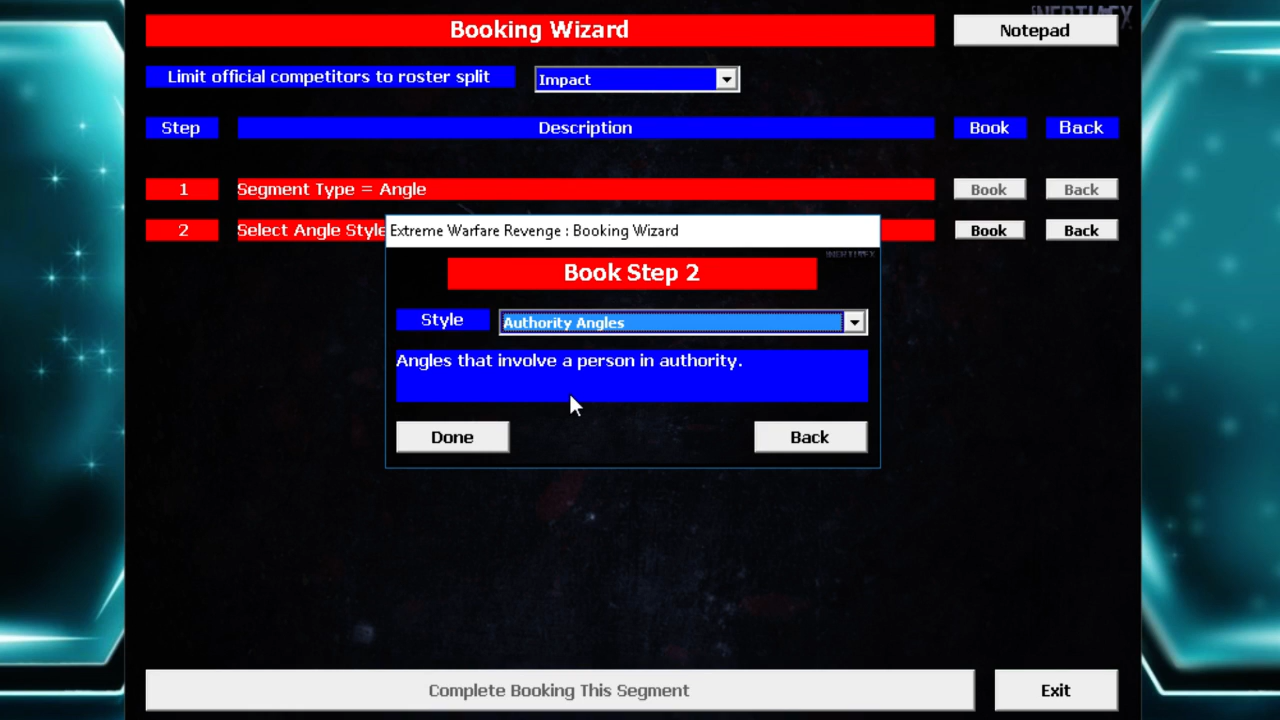 INERTIAFX
Booking Wizard
Notepad
Limit official competitors to roster split
Impact
Step
Description
Book
Back
1
Segment Type = Angle
Book
Back
2
Select Angle Style
Book
Back
Extreme Warfare Revenge : Booking Wizard
INERTIAFX
Book Step 2
Style
Authority Angles
Angles that involve a person in authority.
Done
Back
Complete Booking This Segment
Exit